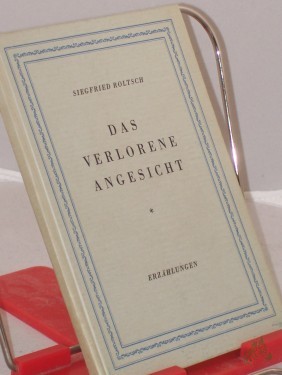 SIEGFRIED ROLTSCH
DAS
VERLORENE
ANGESICHT
*
ERZÄHLUNGEN